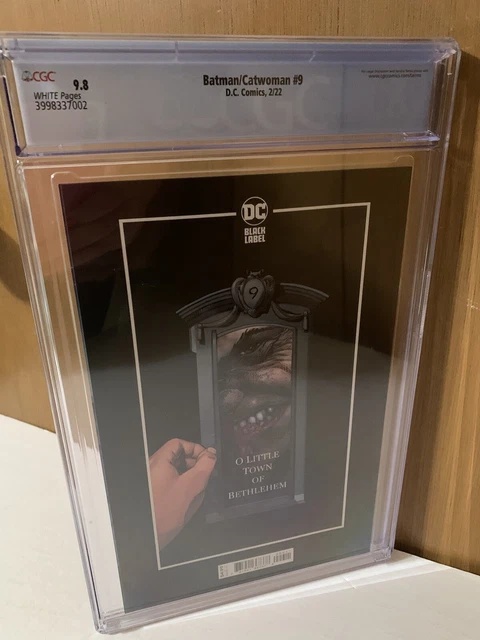 CGC
9.8
WHITE Pages
3998337002
Batman/Catwoman #9
D.C. Comics, 2/22
DC
BLACK
LABEL
9
O LITTLE
TOWN
OF
BETHLEHEM